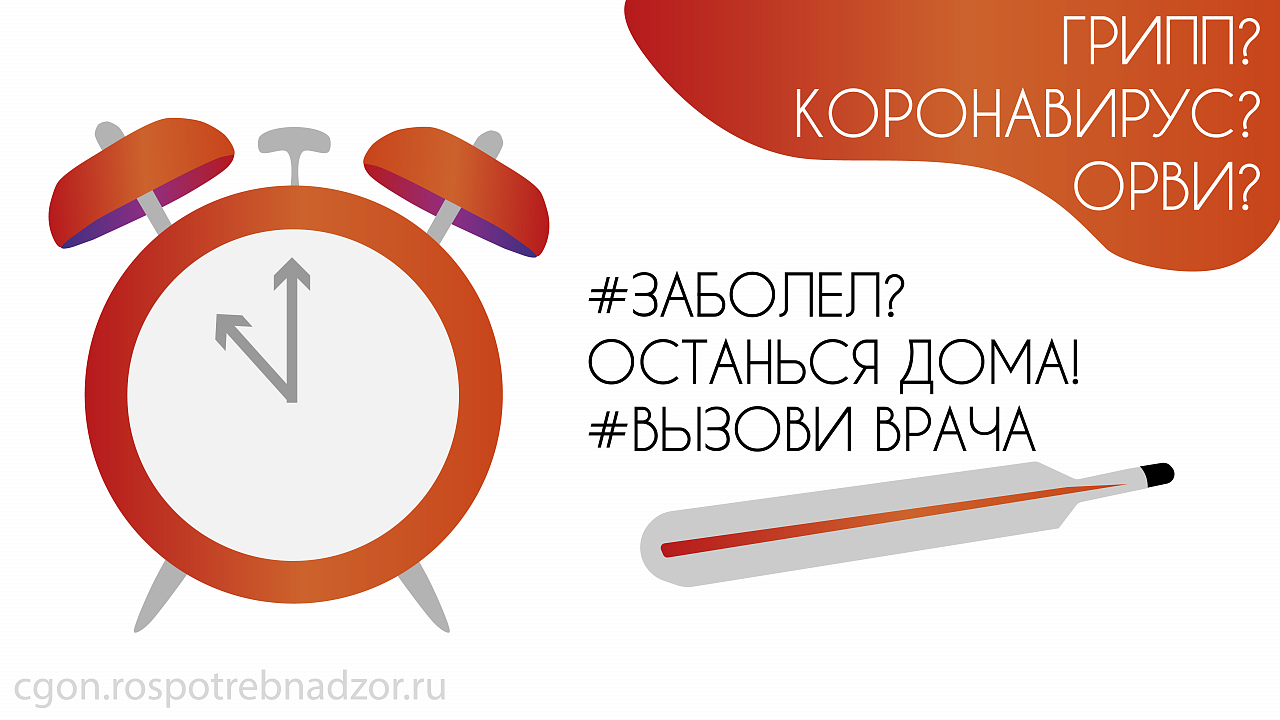 ГРИПП?
КОРОНАВИРУС?
ОРВИ?
#ЗАБОЛЕЛ?
ОСТАНЬСЯ ДОМА!
#ВЫЗОВИ ВРАЧА
cgon.rospotrebnadzor.ru